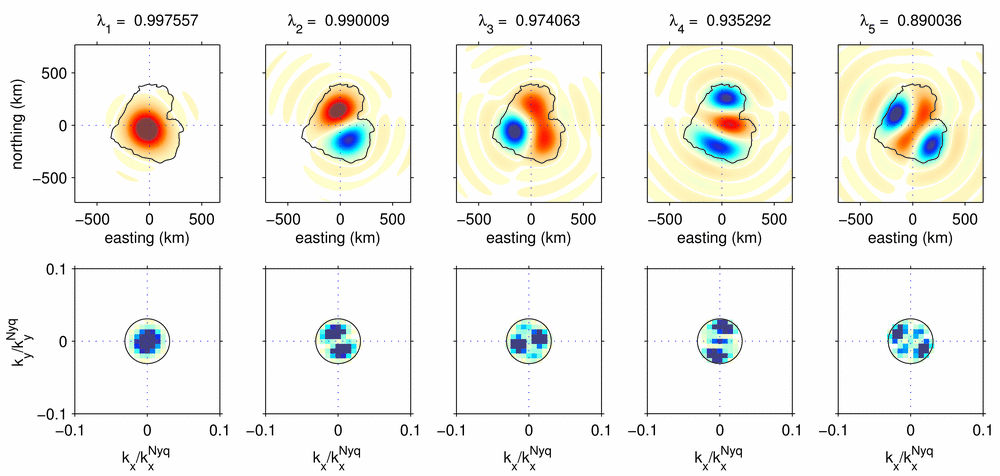 λ1 = 0.997557 λ2 = 0.990009 λ3 = 0.974063 λ4 = 0.935292 λ5 = 0.890036
northing (km)
500
0
−500
−500 0 500 −500 0 500 −500 0 500 −500 0 500 −500 0 500
easting (km) easting (km) easting (km) easting (km) easting (km)
ky/kyNyq
0.1
0
−0.1
−0.1 0 0.1 −0.1 0 0.1 −0.1 0 0.1 −0.1 0 0.1 −0.1 0 0.1
kx/kxNyq kx/kxNyq kx/kxNyq kx/kxNyq kx/kxNyq